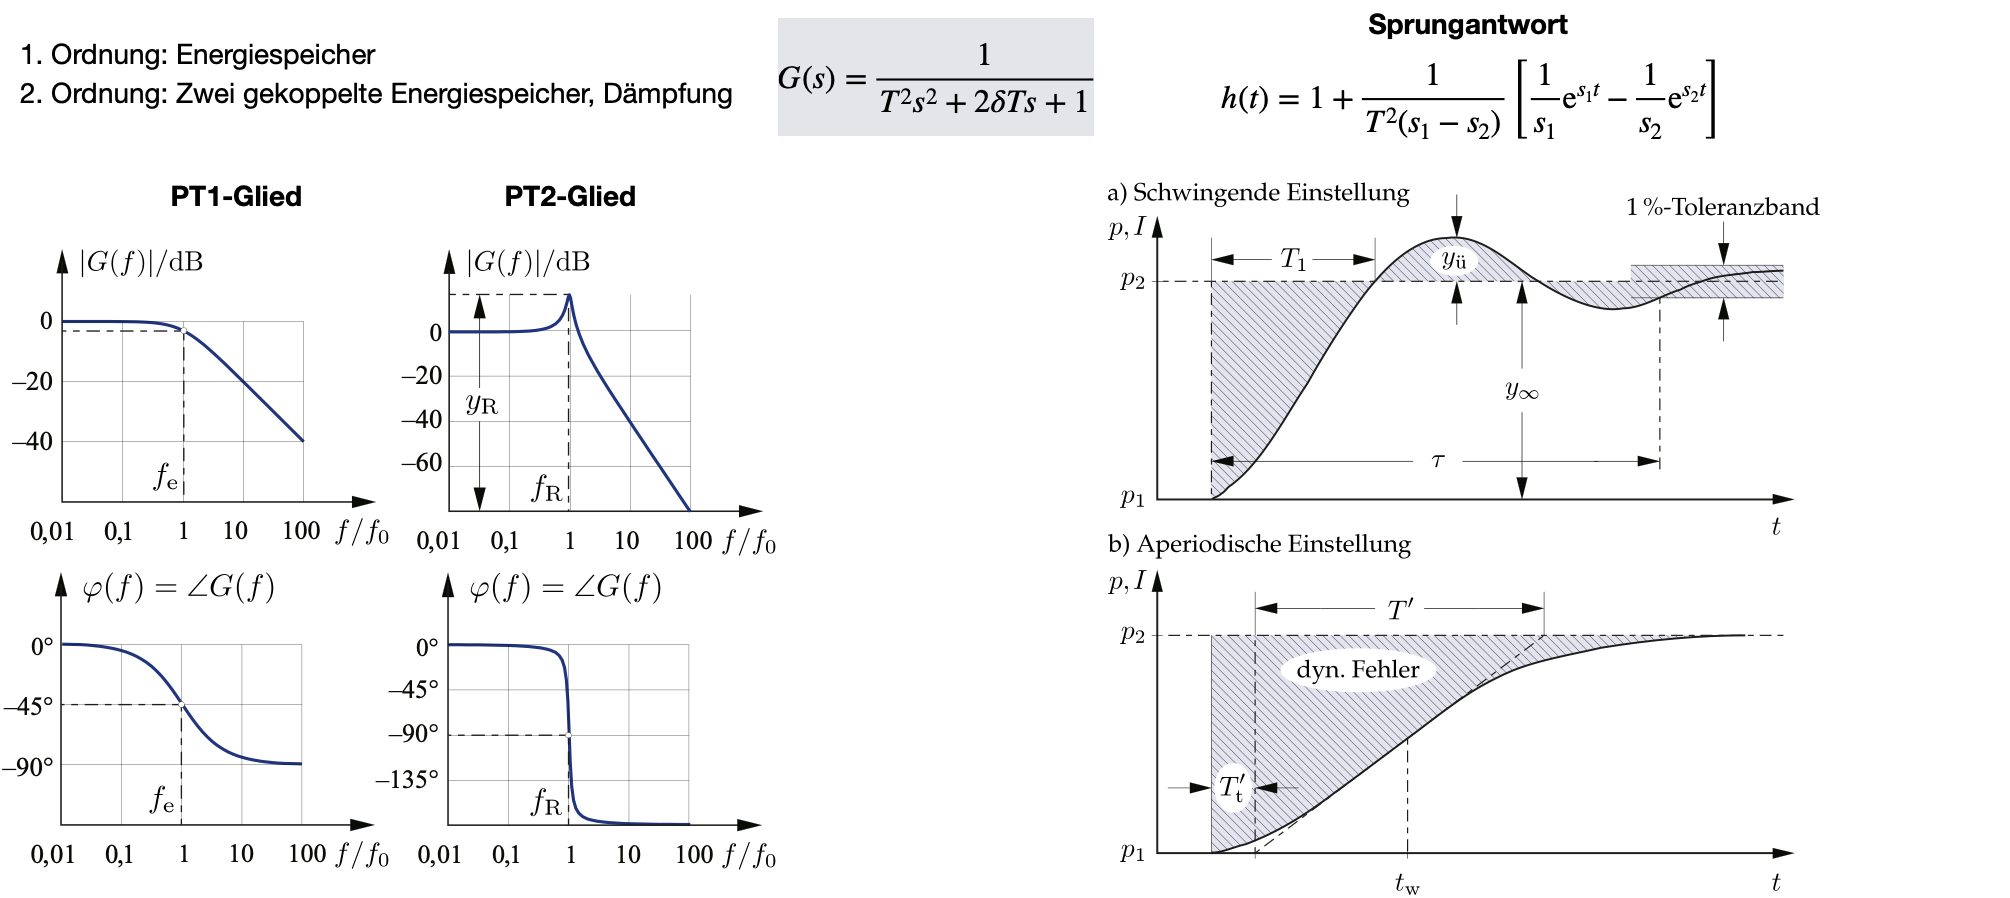 1. Ordnung: Energiespeicher
2. Ordnung: Zwei gekoppelte Energiespeicher, Dämpfung
G(s) = 1 / (T²s² + 2δTs + 1)
Sprungantwort
h(t) = 1 + 1 / (T²(s₁ − s₂)) [1/s₁ e^{s₁t} − 1/s₂ e^{s₂t}]
PT1-Glied
|G(f)|/dB
0
–20
–40
fₑ
0,01 0,1 1 10 100 f/f₀
φ(f) = ∠G(f)
0°
–45°
–90°
fₑ
0,01 0,1 1 10 100 f/f₀
PT2-Glied
|G(f)|/dB
0
–20
–40
–60
y_R
f_R
0,01 0,1 1 10 100 f/f₀
φ(f) = ∠G(f)
0°
–45°
–90°
–135°
f_R
0,01 0,1 1 10 100 f/f₀
a) Schwingende Einstellung
1 %-Toleranzband
p, I
T₁
y_ü
p₂
y∞
τ
p₁
t
b) Aperiodische Einstellung
p, I
T′
p₂
dyn. Fehler
T′ₜ
p₁
t_w
t